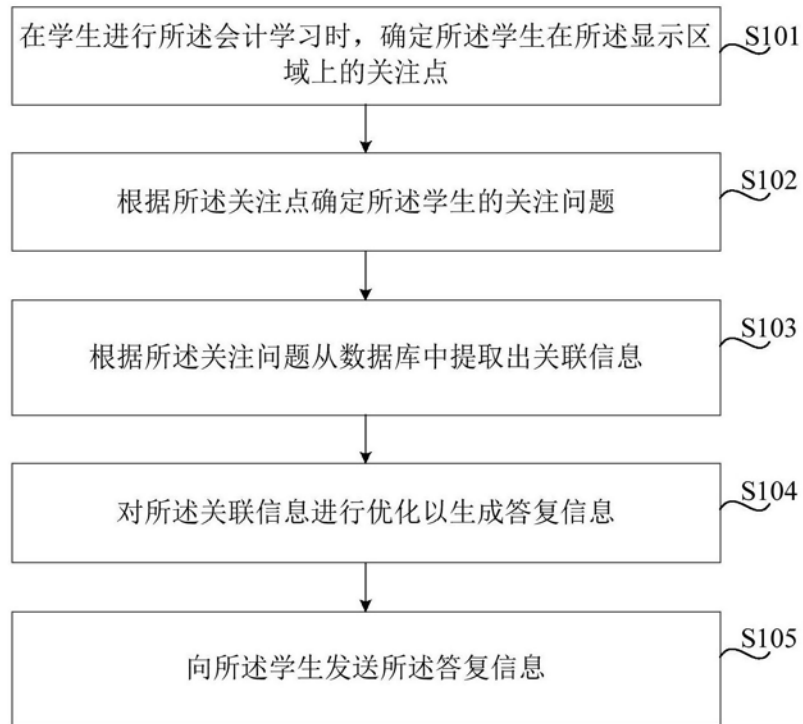 在学生进行所述会计学习时，确定所述学生在所述显示区
域上的关注点
S101
根据所述关注点确定所述学生的关注问题
S102
根据所述关注问题从数据库中提取出关联信息
S103
对所述关联信息进行优化以生成答复信息
S104
向所述学生发送所述答复信息
S105